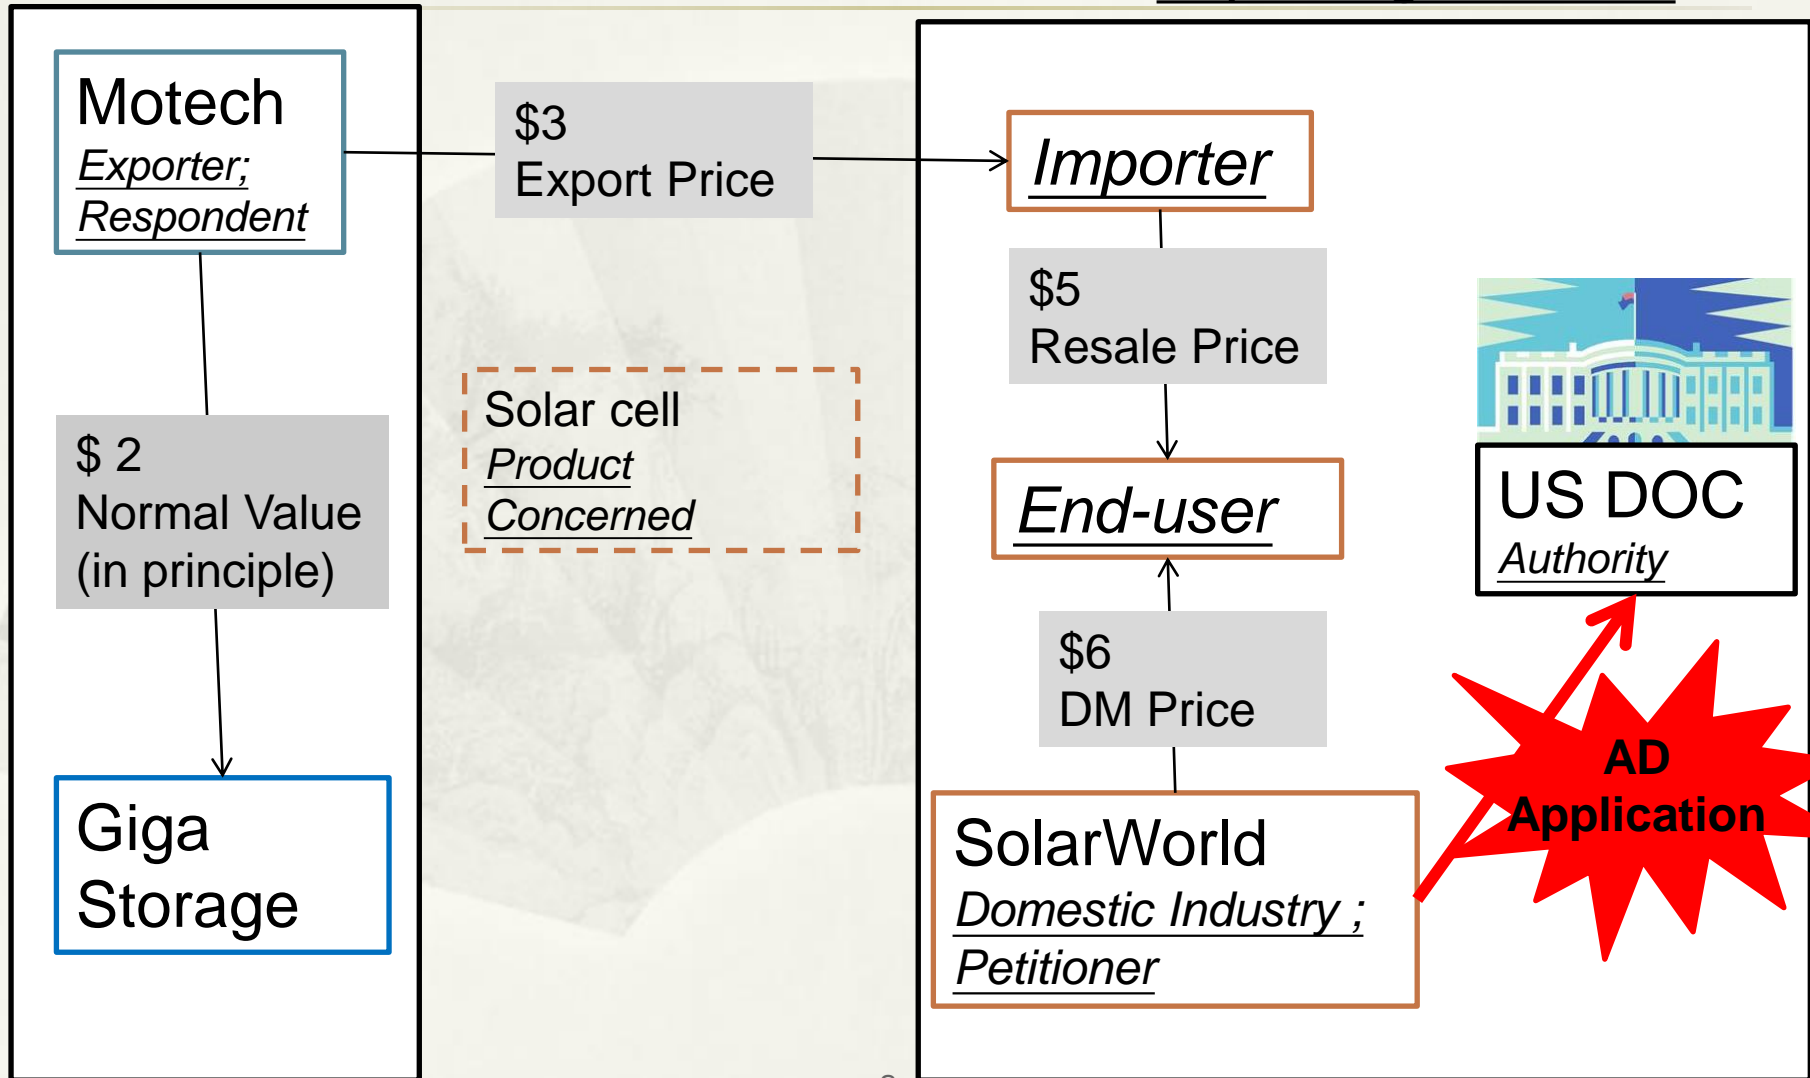 Motech
Exporter;
Respondent
$3
Export Price
Importer
$5
Resale Price
Solar cell
Product
Concerned
$ 2
Normal Value
(in principle)
End-user
US DOC
Authority
$6
DM Price
AD
Application
Giga
Storage
SolarWorld
Domestic Industry ;
Petitioner